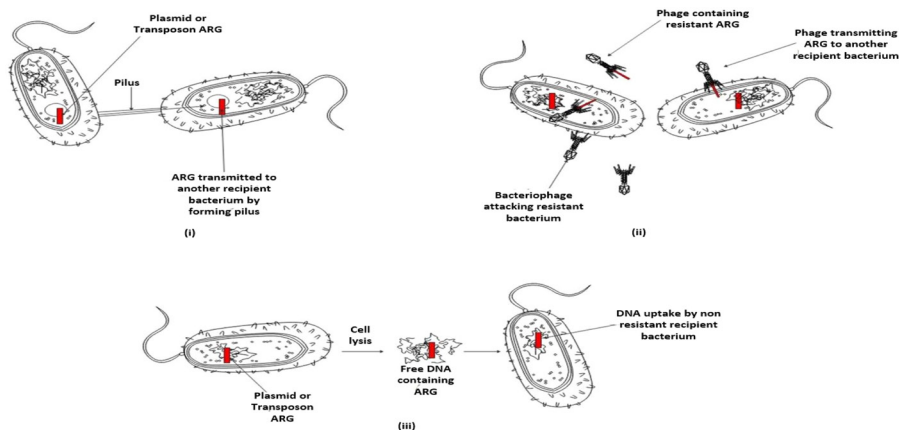 Plasmid or
Transposon ARG
Pilus
ARG transmitted to
another recipient
bacterium by
forming pilus
(i)
Phage containing
resistant ARG
Phage transmitting
ARG to another
recipient bacterium
Bacteriophage
attacking resistant
bacterium
(ii)
Plasmid or
Transposon
ARG
Cell
lysis
Free DNA
containing
ARG
DNA uptake by non
resistant recipient
bacterium
(iii)